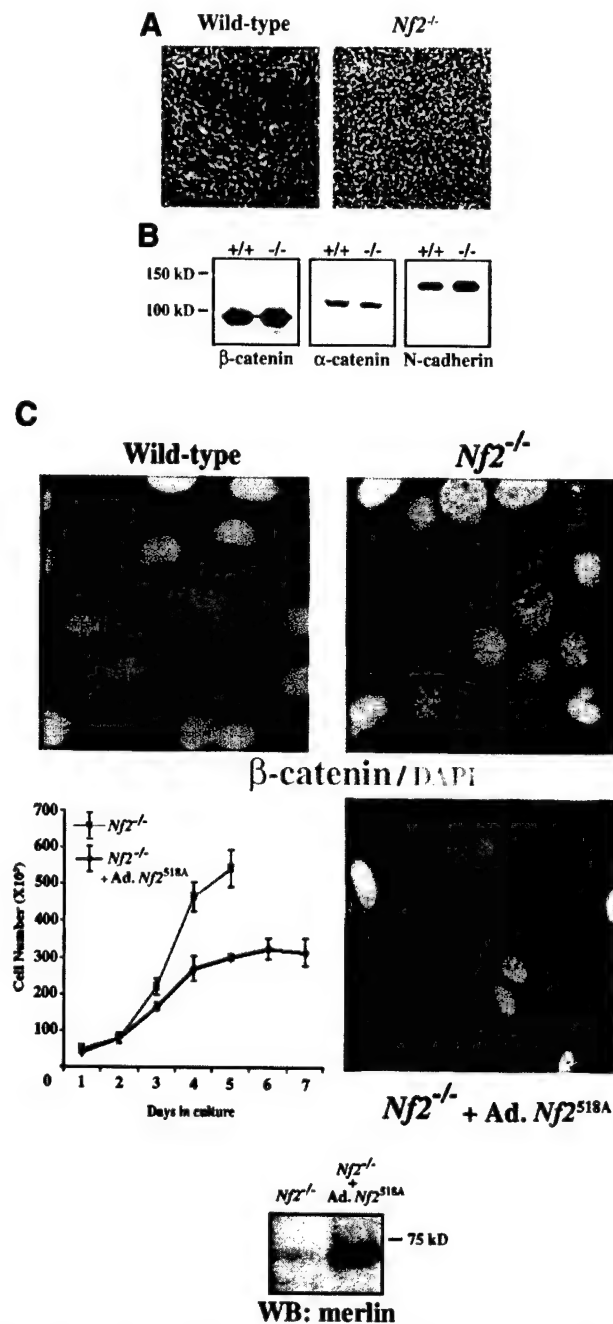 A
Wild-type Nf2-/-
B
+/+ -/- +/+ -/- +/+ -/-
150 kD
100 kD
β-catenin α-catenin N-cadherin
C
Wild-type Nf2-/-
β-catenin/DAPI
Nf2-/-
Nf2-/-
+ Ad. Nf2518A
Cell Number (X10³)
700
600
500
400
300
200
100
0
1 2 3 4 5 6 7
Days in culture
Nf2-/- + Ad. Nf2518A
Nf2-/-
Nf2-/-
+
Ad. Nf2518A
75 kD
WB: merlin